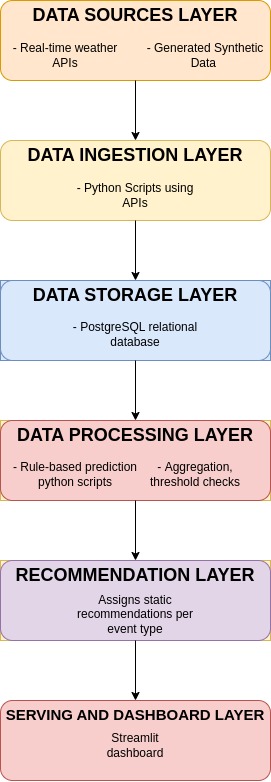 DATA SOURCES LAYER
- Real-time weather APIs
- Generated Synthetic Data
DATA INGESTION LAYER
- Python Scripts using
APIs
DATA STORAGE LAYER
- PostgreSQL relational
database
DATA PROCESSING LAYER
- Rule-based prediction
python scripts
- Aggregation,
threshold checks
RECOMMENDATION LAYER
Assigns static
recommendations per
event type
SERVING AND DASHBOARD LAYER
Streamlit
dashboard